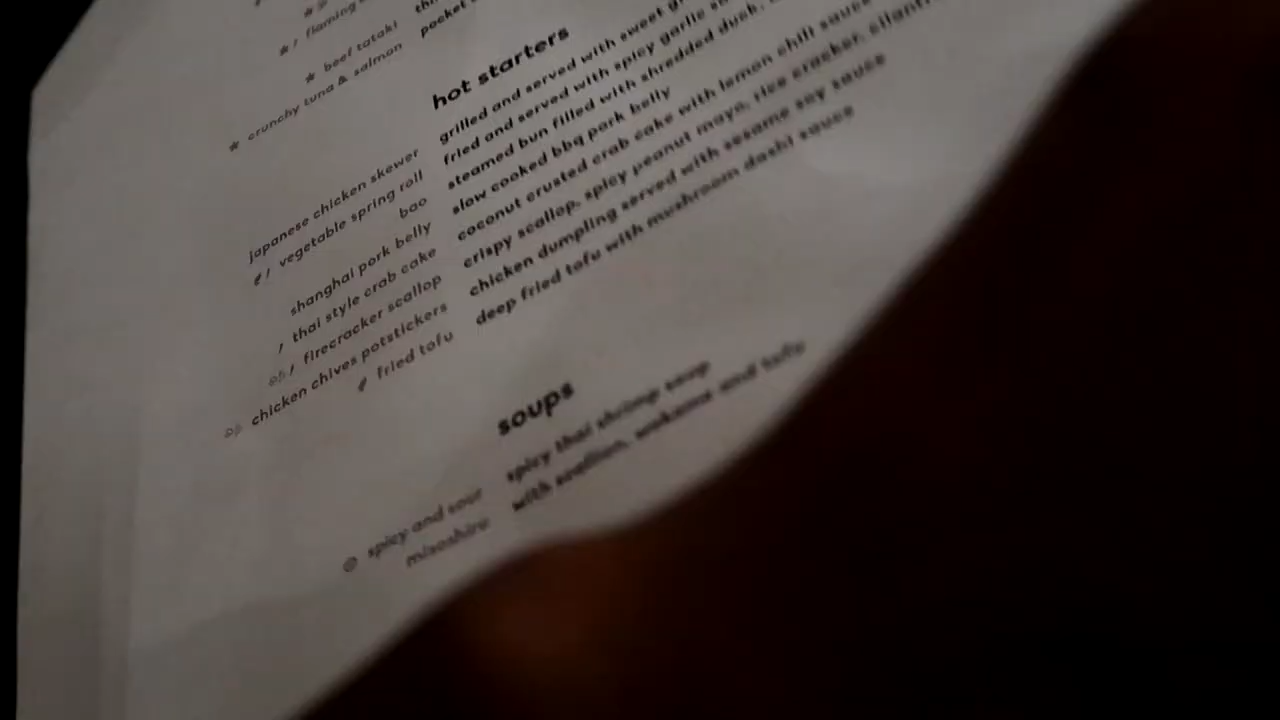 flaming
beef tataki
crunchy tuna & salmon
pocket
hot starters
japanese chicken skewer grilled and served with sweet
vegetable spring roll fried and served with spicy garlic
bao steamed bun filled with shredded duck,
shanghai pork belly slow cooked bbq pork belly
thai style crab cake coconut crusted crab cake with lemon chili sauce
firecracker scallop crispy scallop, spicy peanut mayo, rice cracker,
chicken chives potstickers chicken dumpling served with sesame soy sauce
fried tofu deep fried tofu with mushroom dashi sauce
soups
spicy and sour spicy thai shrimp soup
misoshiru with scallion, wakame and tofu